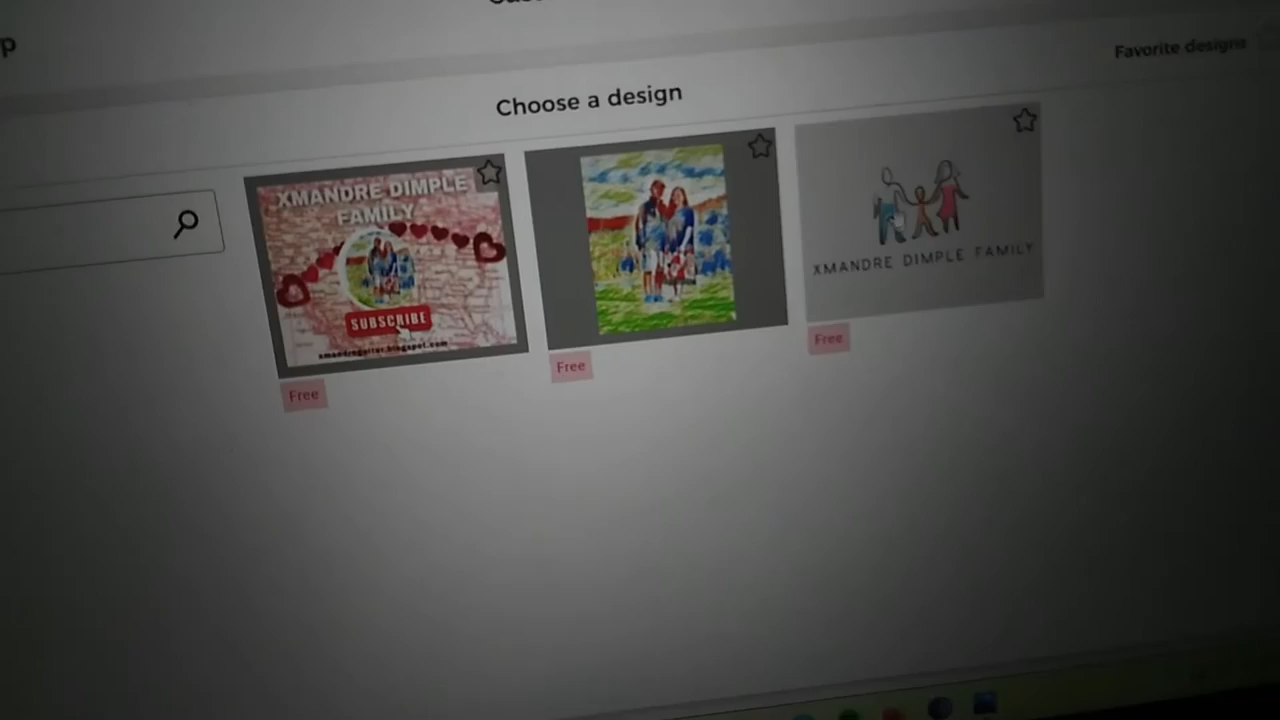 p
Favorite designs
Choose a design
XMANDRE DIMPLE
FAMILY
SUBSCRIBE
Free
Free
XMANDRE DIMPLE FAMILY
Free